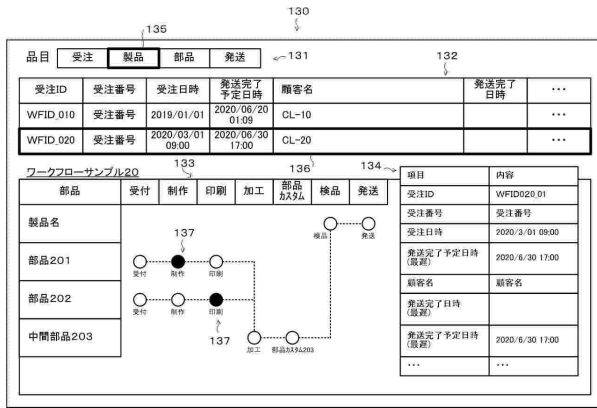 130
135
品目 受注 製品 部品 発送 131
132
受注ID 受注番号 受注日時 発送完了予定日時 顧客名 発送完了日時 ・・・
WFID_010 受注番号 2019/01/01 2020/06/20 01:09 CL-10 ・・・
WFID_020 受注番号 2020/03/01 09:00 2020/06/30 17:00 CL-20 ・・・
ワークフローサンプル20 133 136 134
部品 受付 制作 印刷 加工 部品カスタム 検品 発送
製品名
検品 発送
137
部品201
受付 制作 印刷
部品202
受付 制作 印刷
137
中間部品203
加工 部品カスタム203
項目 内容
受注ID WFID020_01
受注番号 受注番号
受注日時 2020/3/01 09:00
発送完了予定日時(最遅) 2020/6/30 17:00
顧客名 顧客名
発送完了日時(最遅)
発送完了予定日時(最遅) 2020/6/30 17:00
・・・ ・・・